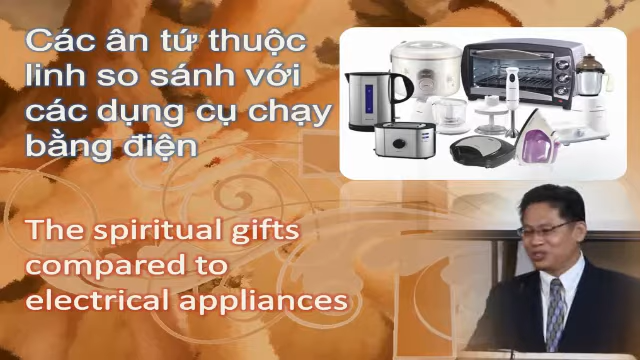 Các ân tứ thuộc
linh so sánh với
các dụng cụ chạy
bằng điện
The spiritual gifts
compared to
electrical appliances